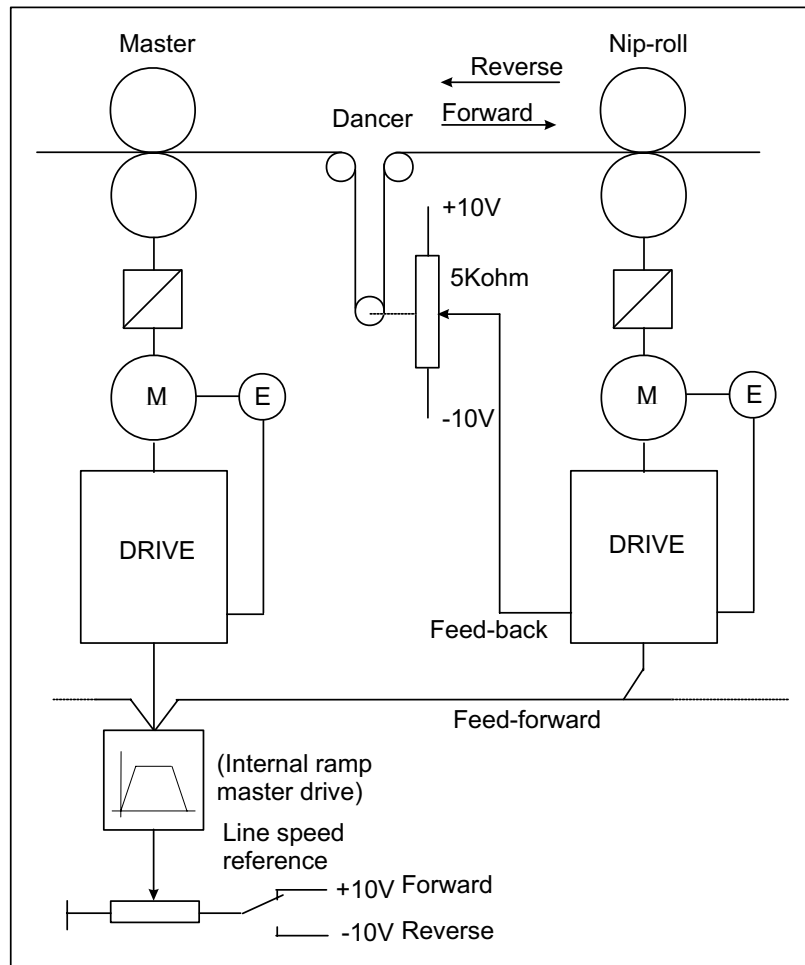 Master
Nip-roll
Reverse
Forward
Dancer
+10V
5Kohm
-10V
M
E
M
E
DRIVE
DRIVE
Feed-back
Feed-forward
(Internal ramp
master drive)
Line speed
reference
+10V Forward
-10V Reverse